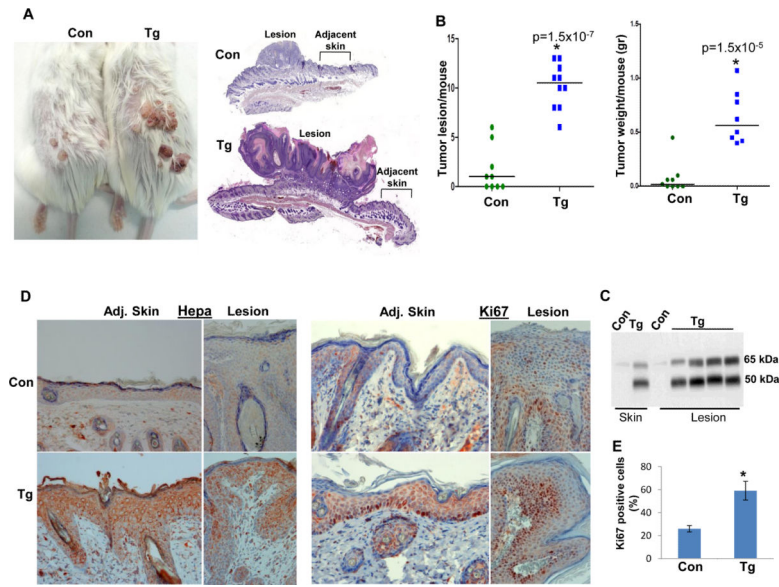 A
Con Tg
Con
Lesion
Adjacent
skin
Tg
Lesion
Adjacent
skin
B
Tumor lesion/mouse
15
10
5
0
p=1.5x10-7
*
Con Tg
Tumor weight/mouse (gr)
1.5
1.0
0.5
0.0
p=1.5x10-5
*
Con Tg
D
Adj. Skin Hepa Lesion
Adj. Skin Ki67 Lesion
Con
Tg
C
Con Tg Con Tg
65 kDa
50 kDa
Skin Lesion
E
Ki67 positive cells
(%)
80
60
40
20
0
*
Con Tg